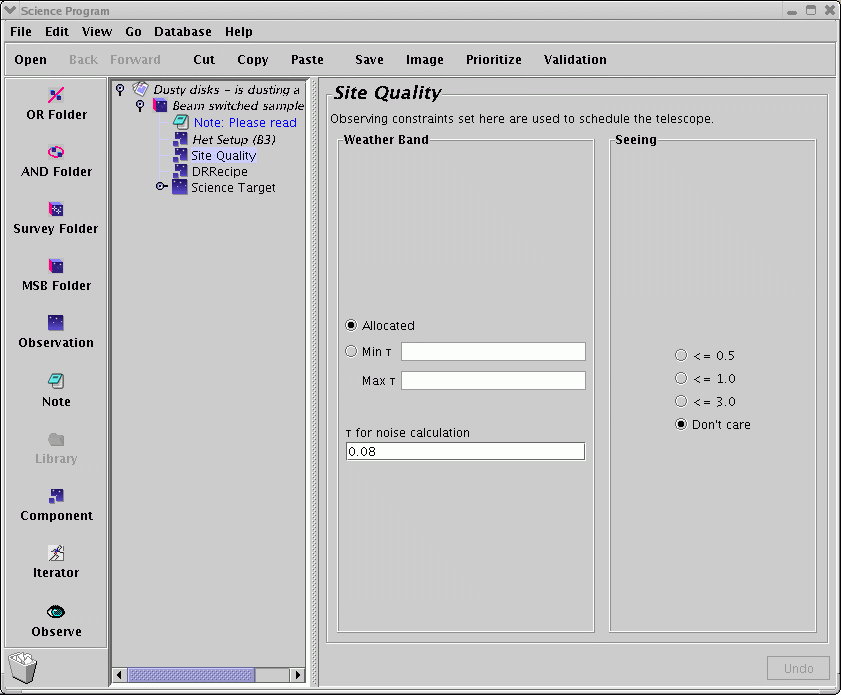 Science Program
File Edit View Go Database Help
Open Back Forward Cut Copy Paste Save Image Prioritize Validation
OR Folder
AND Folder
Survey Folder
MSB Folder
Observation
Note
Library
Component
Iterator
Observe
Dusty disks - is dusting a
Beam switched sample
Note: Please read
Het Setup (B3)
Site Quality
DRRecipe
Science Target
Site Quality
Observing constraints set here are used to schedule the telescope.
Weather Band
Allocated
Min τ
Max τ
τ for noise calculation
0.08
Seeing
<= 0.5
<= 1.0
<= 3.0
Don't care
Undo